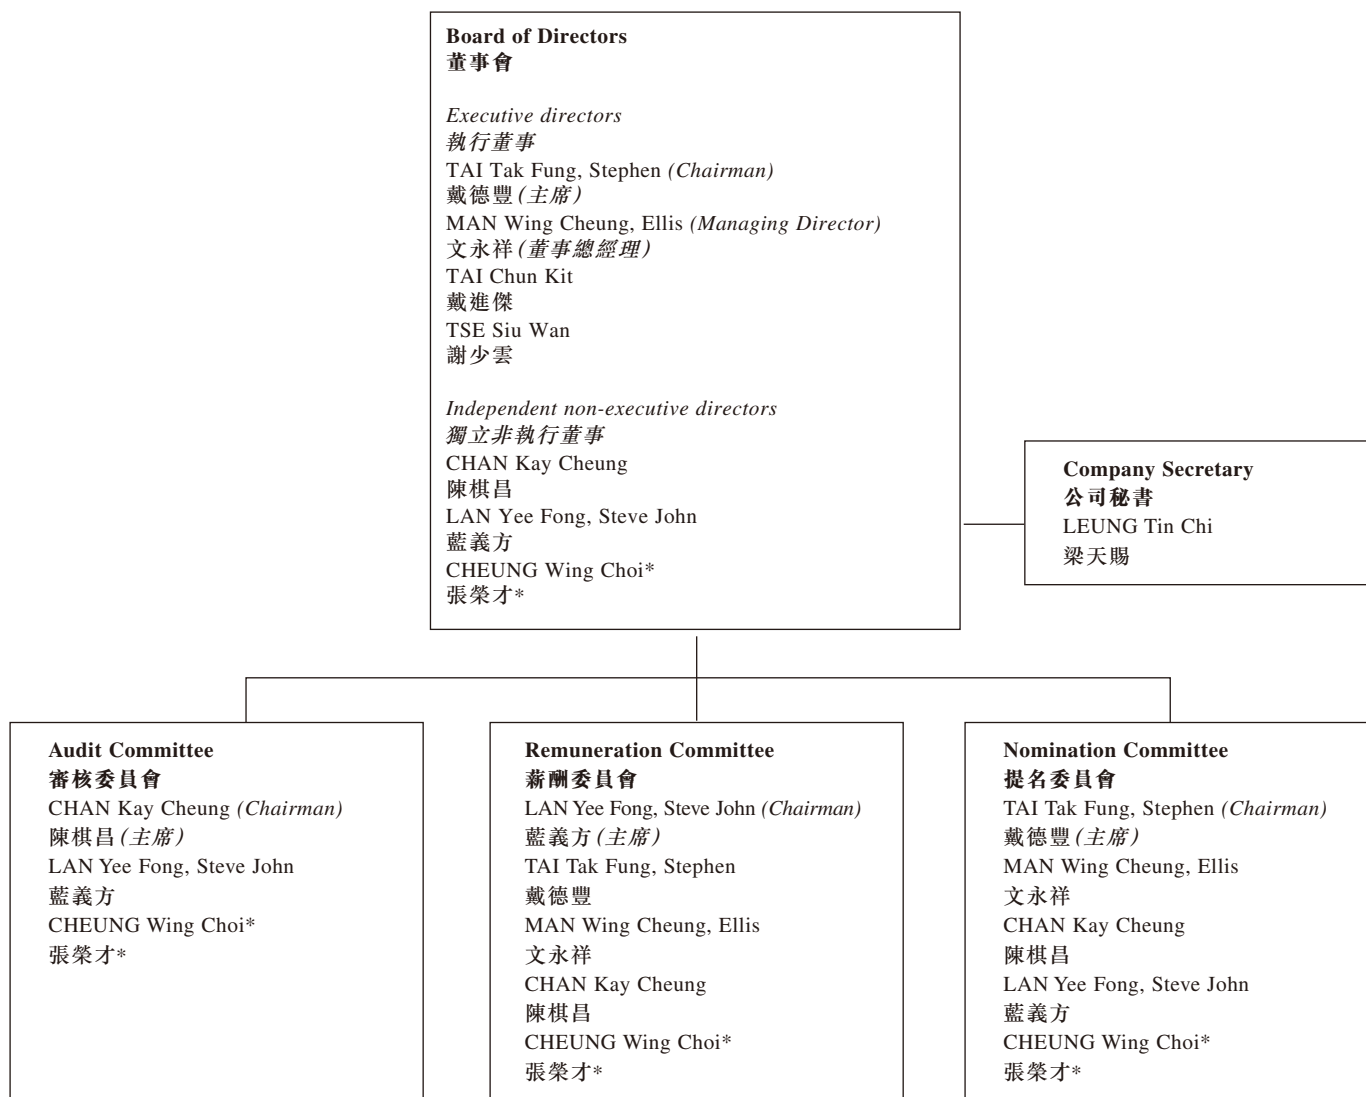 Board of Directors
董事會
Executive directors
執行董事
TAI Tak Fung, Stephen (Chairman)
戴德豐(主席)
MAN Wing Cheung, Ellis (Managing Director)
文永祥(董事總經理)
TAI Chun Kit
戴進傑
TSE Siu Wan
謝少雲
Independent non-executive directors
獨立非執行董事
CHAN Kay Cheung
陳棋昌
LAN Yee Fong, Steve John
藍義方
CHEUNG Wing Choi*
張榮才*
Company Secretary
公司秘書
LEUNG Tin Chi
梁天賜
Audit Committee
審核委員會
CHAN Kay Cheung (Chairman)
陳棋昌(主席)
LAN Yee Fong, Steve John
藍義方
CHEUNG Wing Choi*
張榮才*
Remuneration Committee
薪酬委員會
LAN Yee Fong, Steve John (Chairman)
藍義方(主席)
TAI Tak Fung, Stephen
戴德豐
MAN Wing Cheung, Ellis
文永祥
CHAN Kay Cheung
陳棋昌
CHEUNG Wing Choi*
張榮才*
Nomination Committee
提名委員會
TAI Tak Fung, Stephen (Chairman)
戴德豐(主席)
MAN Wing Cheung, Ellis
文永祥
CHAN Kay Cheung
陳棋昌
LAN Yee Fong, Steve John
藍義方
CHEUNG Wing Choi*
張榮才*